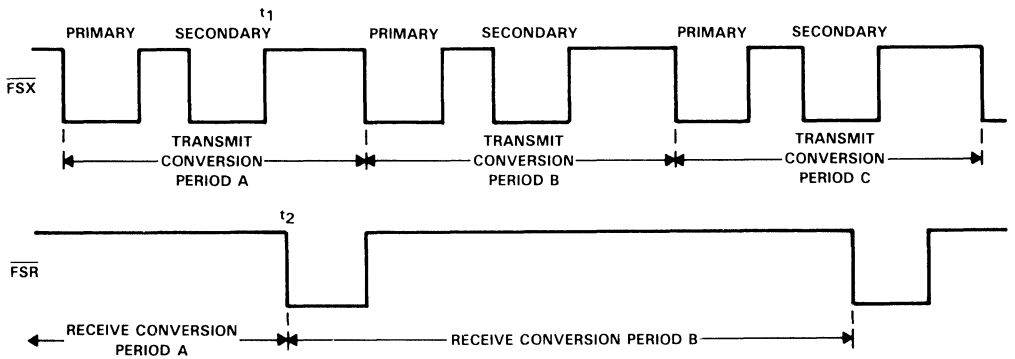 t1
PRIMARY SECONDARY PRIMARY SECONDARY PRIMARY SECONDARY
FSX
TRANSMIT CONVERSION PERIOD A
TRANSMIT CONVERSION PERIOD B
TRANSMIT CONVERSION PERIOD C
t2
FSR
RECEIVE CONVERSION PERIOD A
RECEIVE CONVERSION PERIOD B